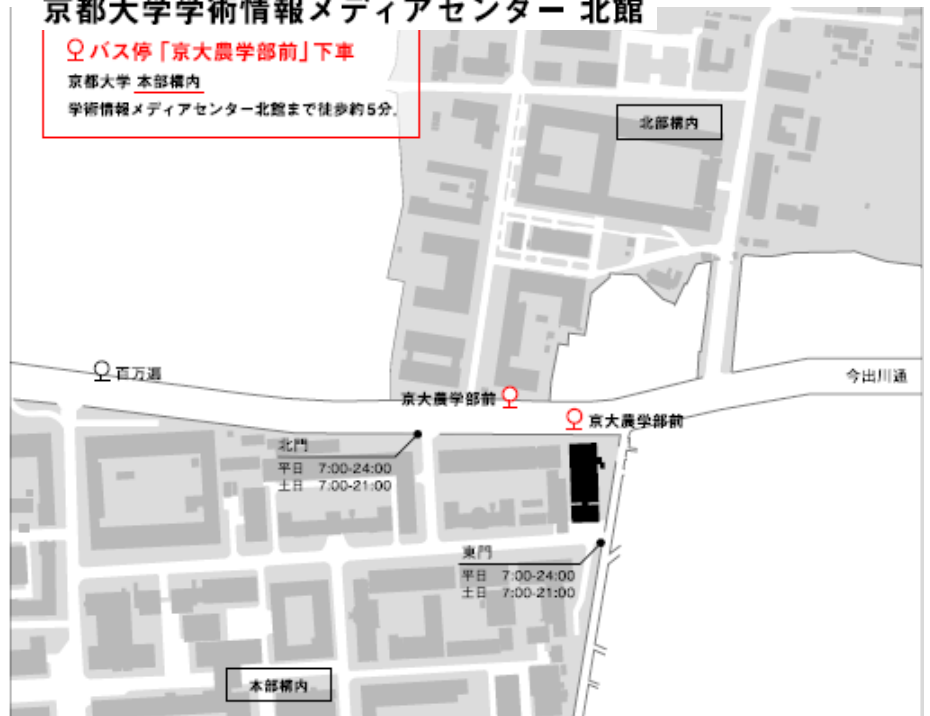 京都大学学術情報メディアセンター 北館
バス停「京大農学部前」下車
京都大学 本部構内
学術情報メディアセンター北館まで徒歩約5分.
北部構内
百万遍
今出川通
京大農学部前
京大農学部前
北門
平日 7:00-24:00
土日 7:00-21:00
東門
平日 7:00-24:00
土日 7:00-21:00
本部構内